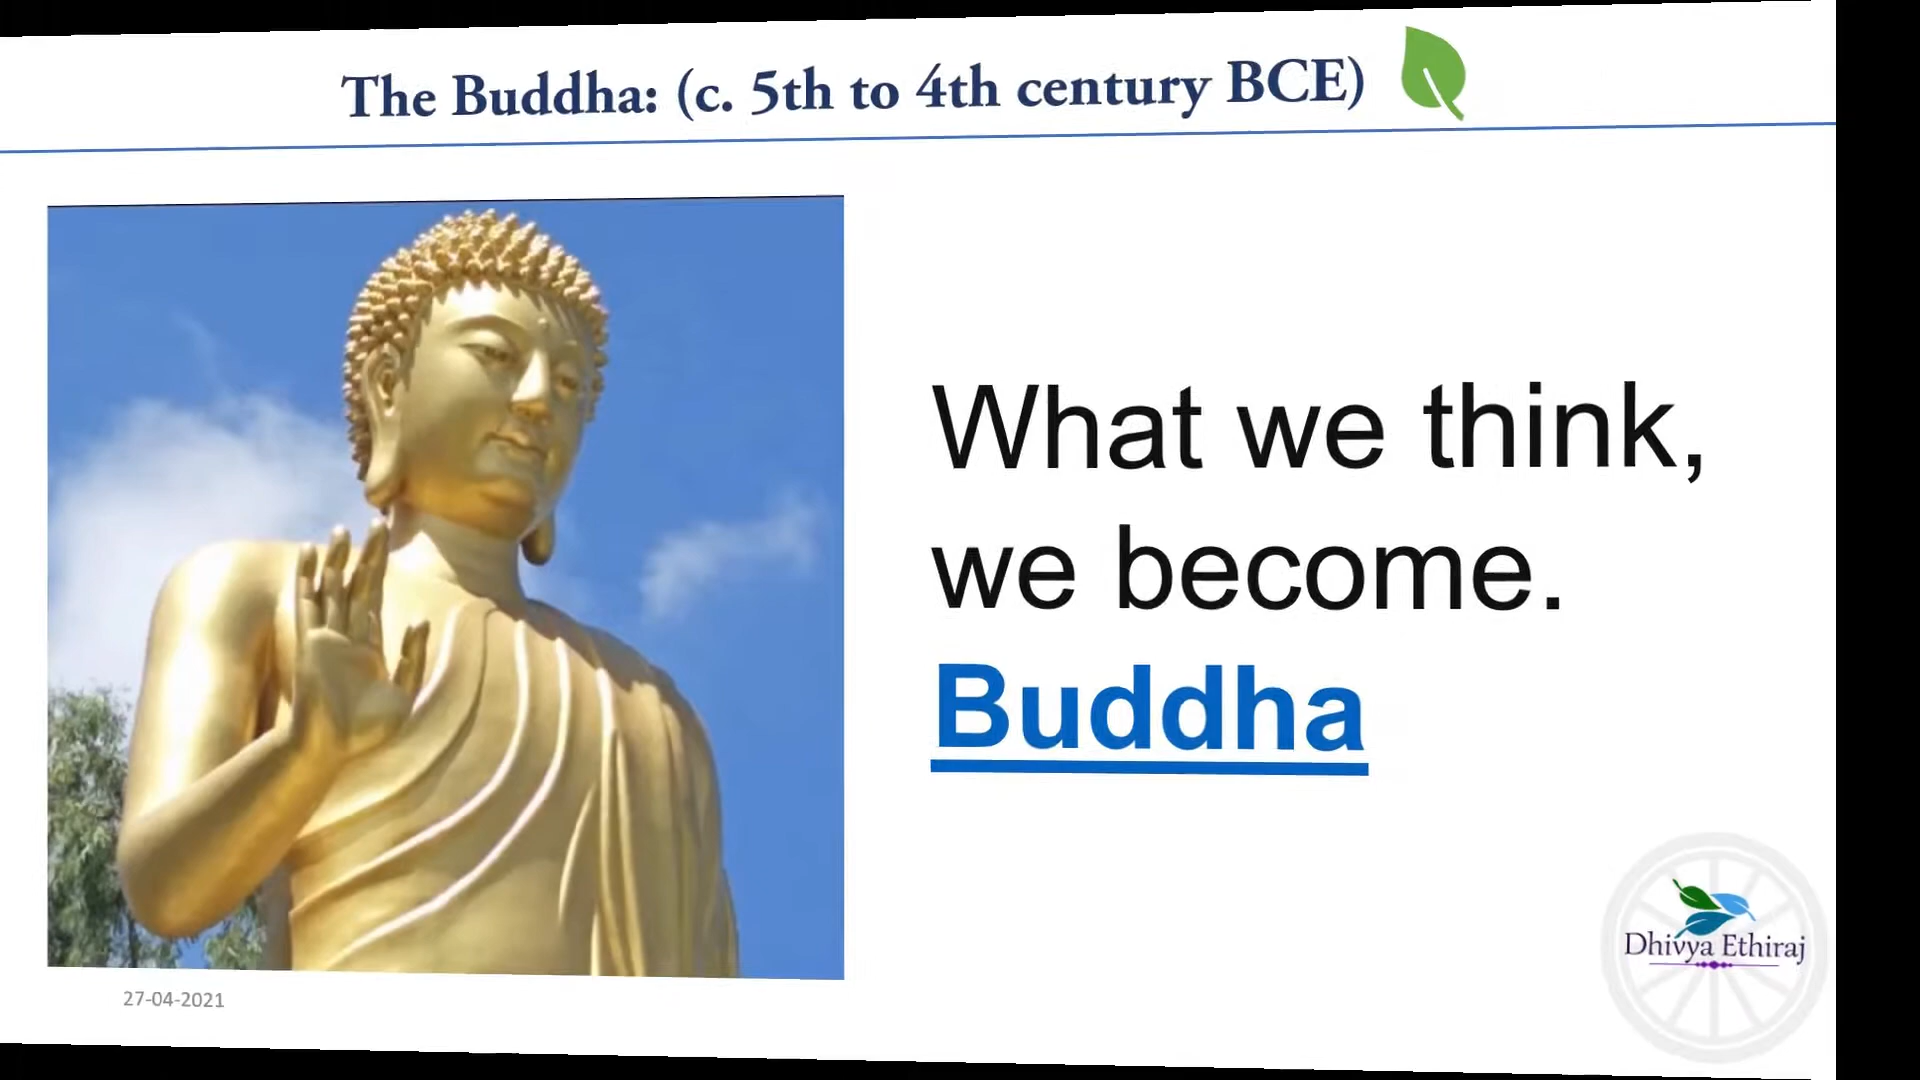 The Buddha: (c. 5th to 4th century BCE)
What we think,
we become.
Buddha
27-04-2021
Dhivya Ethiraj